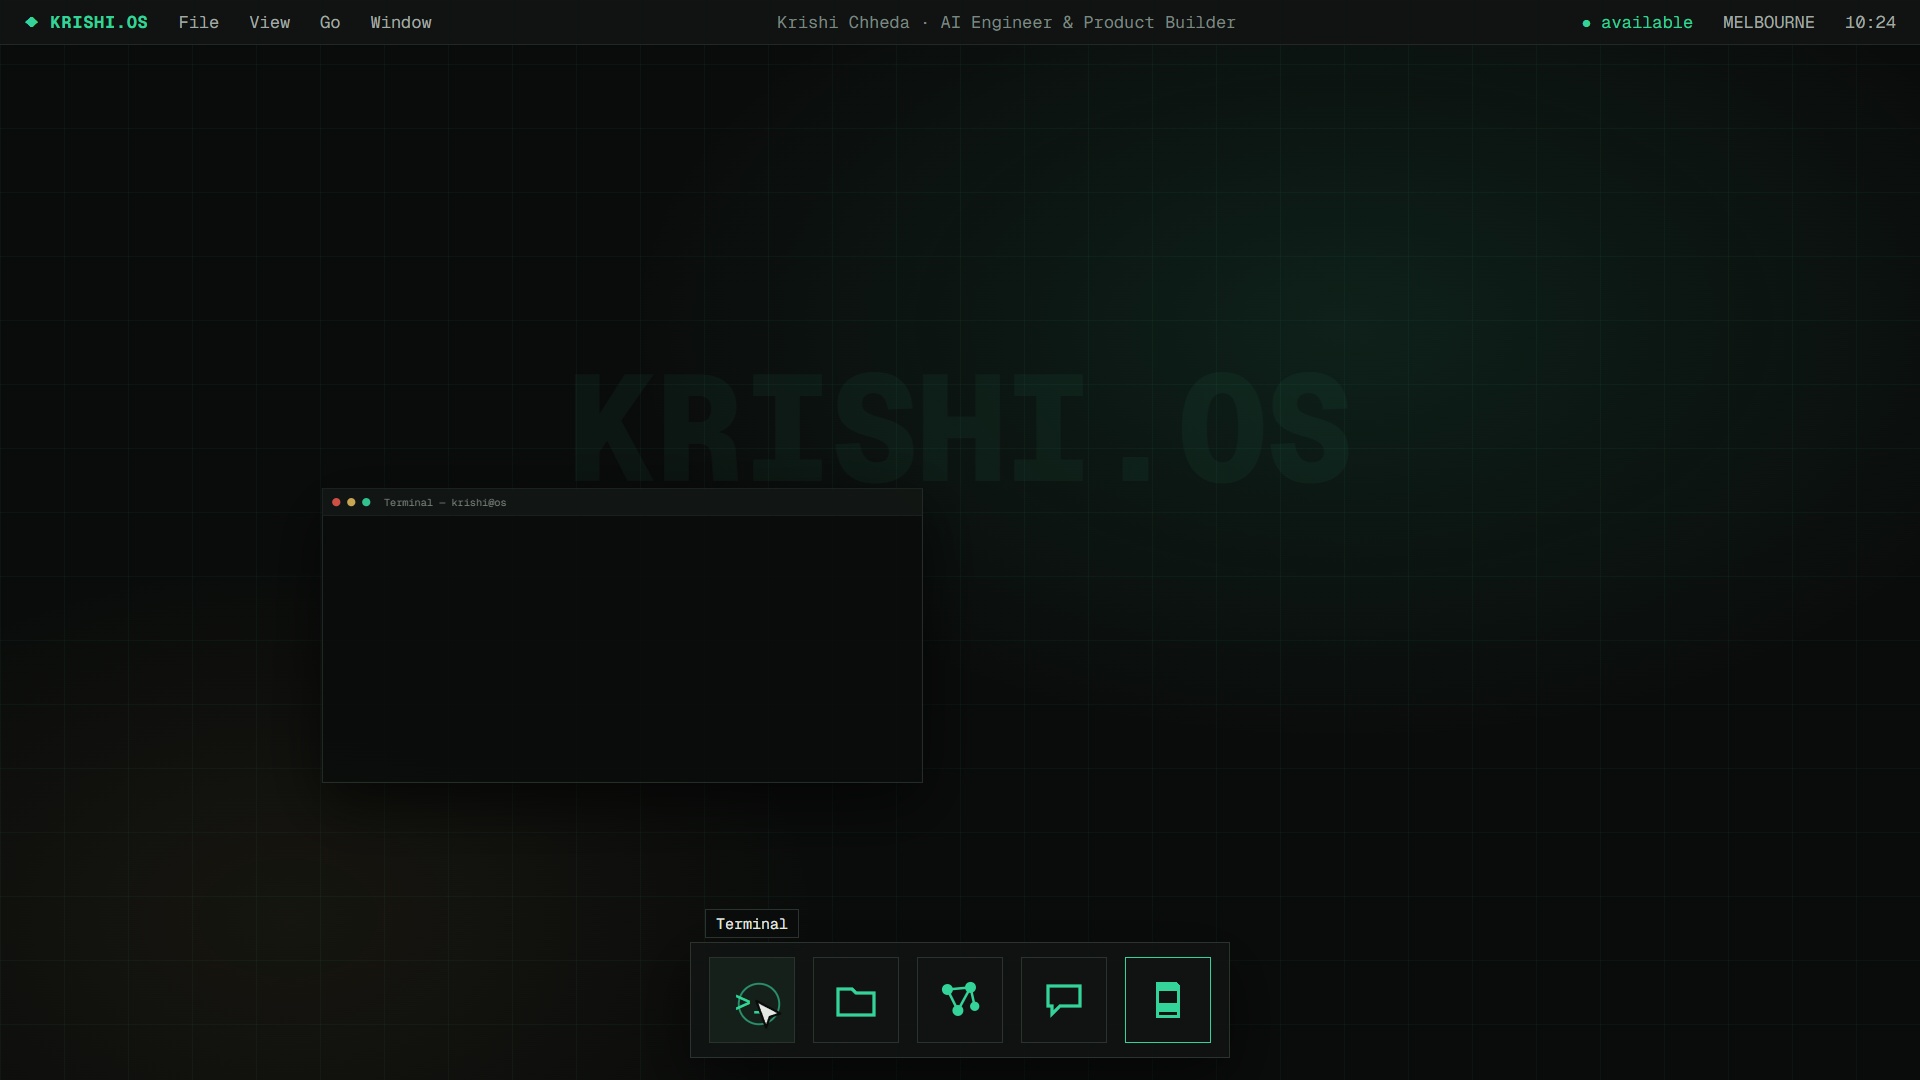 KRISHI.OS File View Go Window Krishi Chheda · AI Engineer & Product Builder ● available MELBOURNE 10:24
KRISHI.OS
Terminal — krishi@os
Terminal
>_